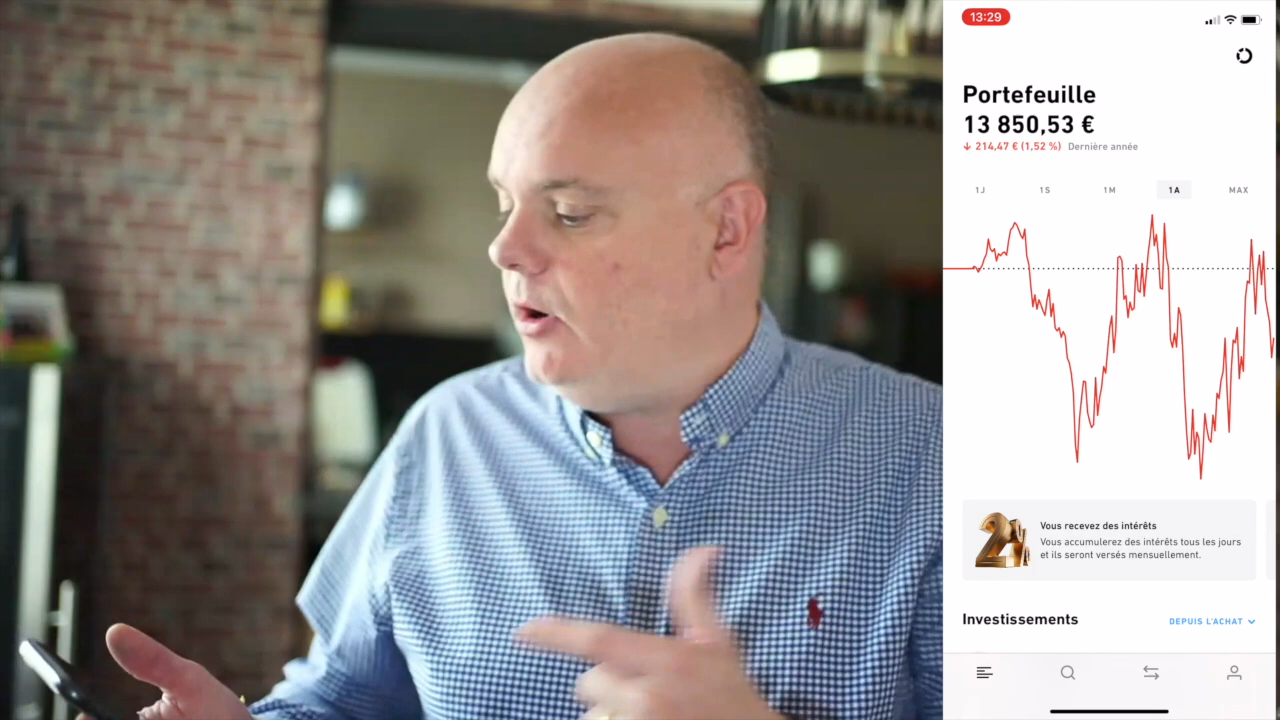 13:29
Portefeuille
13 850,53 €
↓ 214,47 € (1,52 %) Dernière année
1J 1S 1M 1A MAX
Vous recevez des intérêts
Vous accumulerez des intérêts tous les jours
et ils seront versés mensuellement.
Investissements DEPUIS L'ACHAT